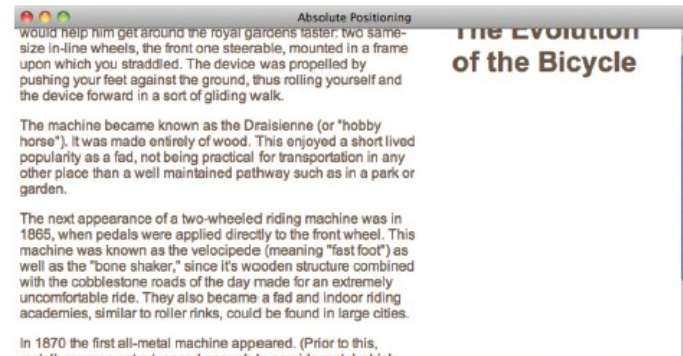 Absolute Positioning
would help him get around the royal gardens faster: two same-
size in-line wheels, the front one steerable, mounted in a frame
upon which you straddled. The device was propelled by
pushing your feet against the ground, thus rolling yourself and
the device forward in a sort of gliding walk.
The machine became known as the Draisienne (or "hobby
horse"). It was made entirely of wood. This enjoyed a short lived
popularity as a fad, not being practical for transportation in any
other place than a well maintained pathway such as in a park or
garden.
The next appearance of a two-wheeled riding machine was in
1865, when pedals were applied directly to the front wheel. This
machine was known as the velocipede (meaning "fast foot") as
well as the "bone shaker," since it's wooden structure combined
with the cobblestone roads of the day made for an extremely
uncomfortable ride. They also became a fad and indoor riding
academies, similar to roller rinks, could be found in large cities.
In 1870 the first all-metal machine appeared. (Prior to this,
The Evolution
of the Bicycle